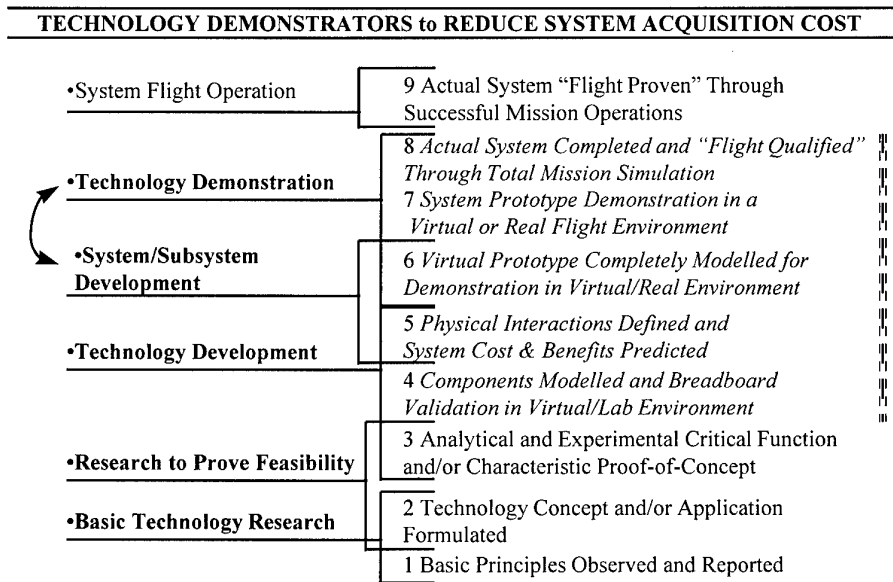 TECHNOLOGY DEMONSTRATORS to REDUCE SYSTEM ACQUISITION COST
•System Flight Operation
9 Actual System “Flight Proven” Through
Successful Mission Operations
8 Actual System Completed and “Flight Qualified”
Through Total Mission Simulation
•Technology Demonstration
7 System Prototype Demonstration in a
Virtual or Real Flight Environment
•System/Subsystem
Development
6 Virtual Prototype Completely Modelled for
Demonstration in Virtual/Real Environment
•Technology Development
5 Physical Interactions Defined and
System Cost & Benefits Predicted
4 Components Modelled and Breadboard
Validation in Virtual/Lab Environment
•Research to Prove Feasibility
3 Analytical and Experimental Critical Function
and/or Characteristic Proof-of-Concept
•Basic Technology Research
2 Technology Concept and/or Application
Formulated
1 Basic Principles Observed and Reported